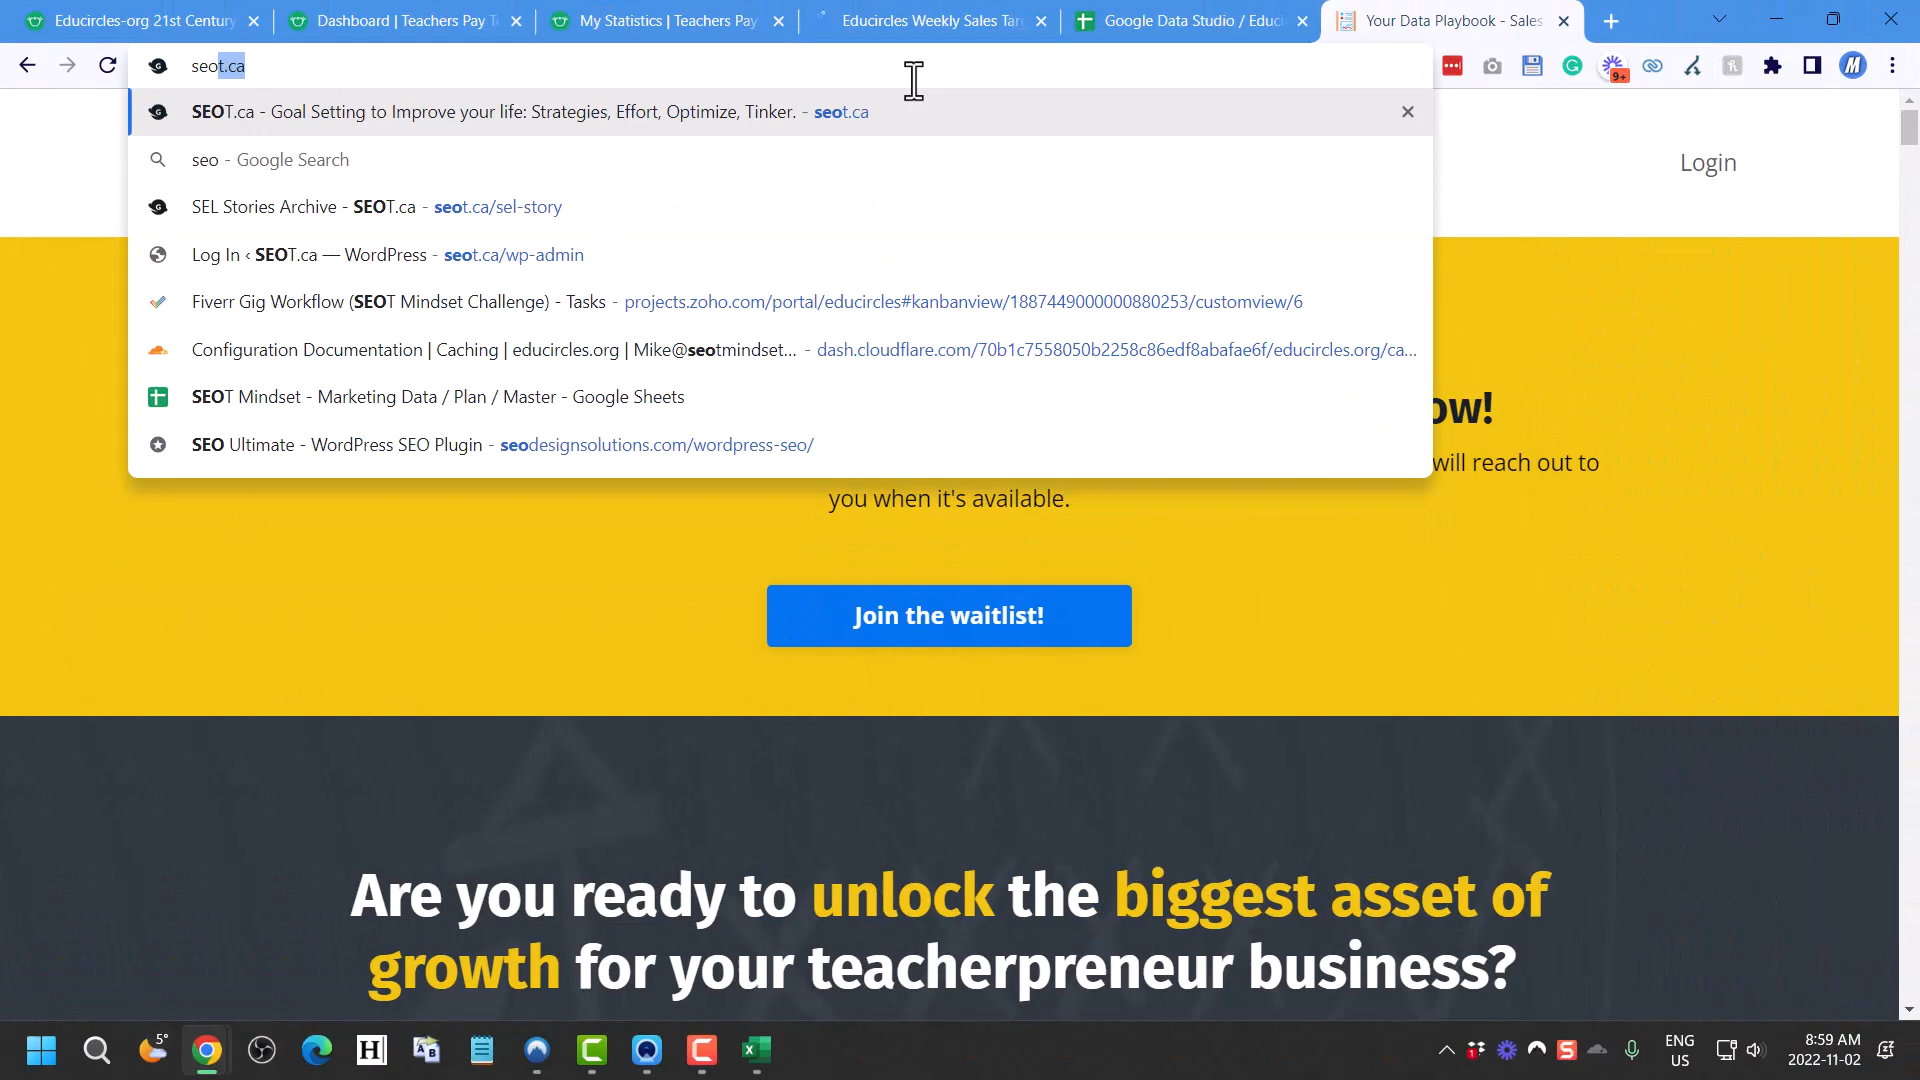 Educircles-org 21st Century
Dashboard | Teachers Pay T
My Statistics | Teachers Pay
Educircles Weekly Sales Tar
Google Data Studio / Educi
Your Data Playbook - Sales
seot.ca
9+
SEOT.ca - Goal Setting to Improve your life: Strategies, Effort, Optimize, Tinker. - seot.ca
seo - Google Search
Login
SEL Stories Archive - SEOT.ca - seot.ca/sel-story
Log In ‹ SEOT.ca — WordPress - seot.ca/wp-admin
Fiverr Gig Workflow (SEOT Mindset Challenge) - Tasks - projects.zoho.com/portal/educircles#kanbanview/1887449000000880253/customview/6
Configuration Documentation | Caching | educircles.org | Mike@seotmindset... - dash.cloudflare.com/70b1c7558050b2258c86edf8abafae6f/educircles.org/ca...
SEOT Mindset - Marketing Data / Plan / Master - Google Sheets
ow!
SEO Ultimate - WordPress SEO Plugin - seodesignsolutions.com/wordpress-seo/
will reach out to
you when it's available.
Join the waitlist!
Are you ready to unlock the biggest asset of
growth for your teacherpreneur business?
5°
ENG
US
8:59 AM
2022-11-02